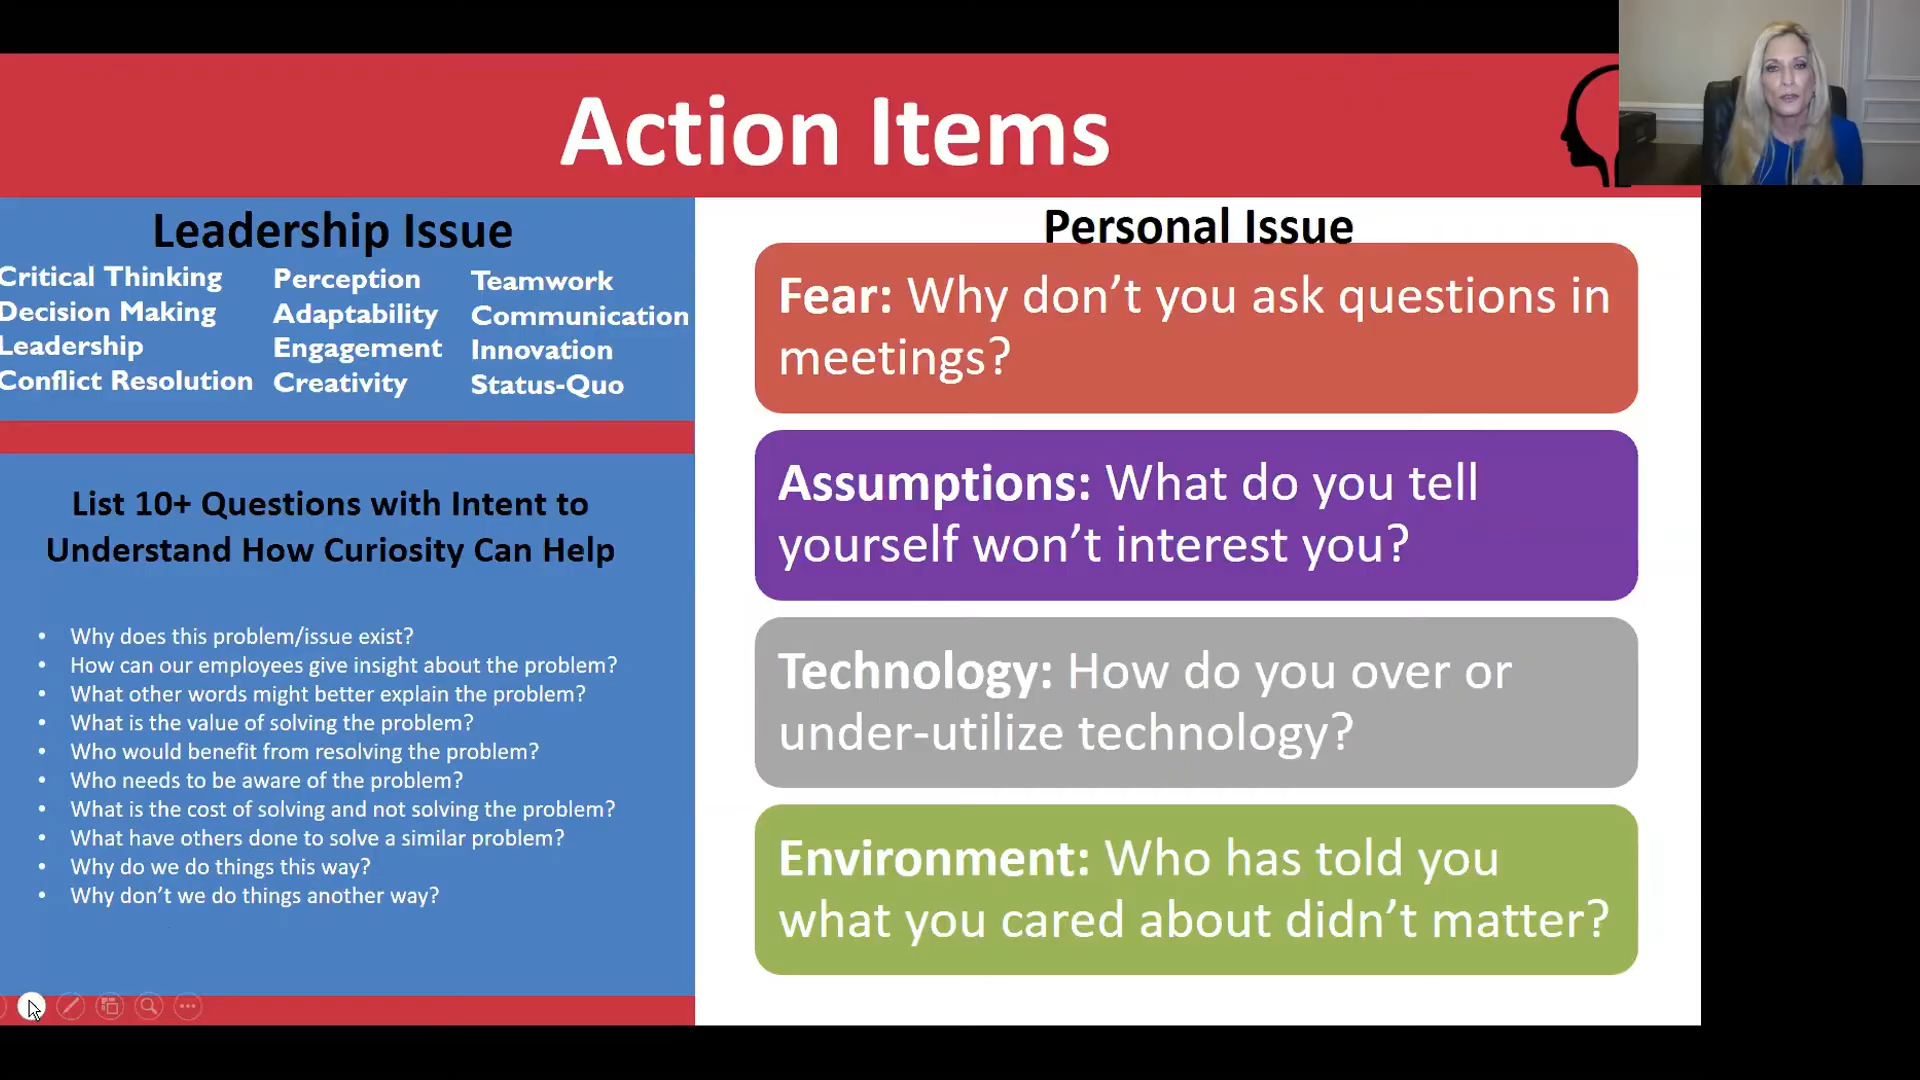 Action Items
Leadership Issue
Critical Thinking
Decision Making
Leadership
Conflict Resolution
Perception
Adaptability
Engagement
Creativity
Teamwork
Communication
Innovation
Status-Quo
List 10+ Questions with Intent to
Understand How Curiosity Can Help
• Why does this problem/issue exist?
• How can our employees give insight about the problem?
• What other words might better explain the problem?
• What is the value of solving the problem?
• Who would benefit from resolving the problem?
• Who needs to be aware of the problem?
• What is the cost of solving and not solving the problem?
• What have others done to solve a similar problem?
• Why do we do things this way?
• Why don’t we do things another way?
Personal Issue
Fear: Why don’t you ask questions in
meetings?
Assumptions: What do you tell
yourself won’t interest you?
Technology: How do you over or
under-utilize technology?
Environment: Who has told you
what you cared about didn’t matter?